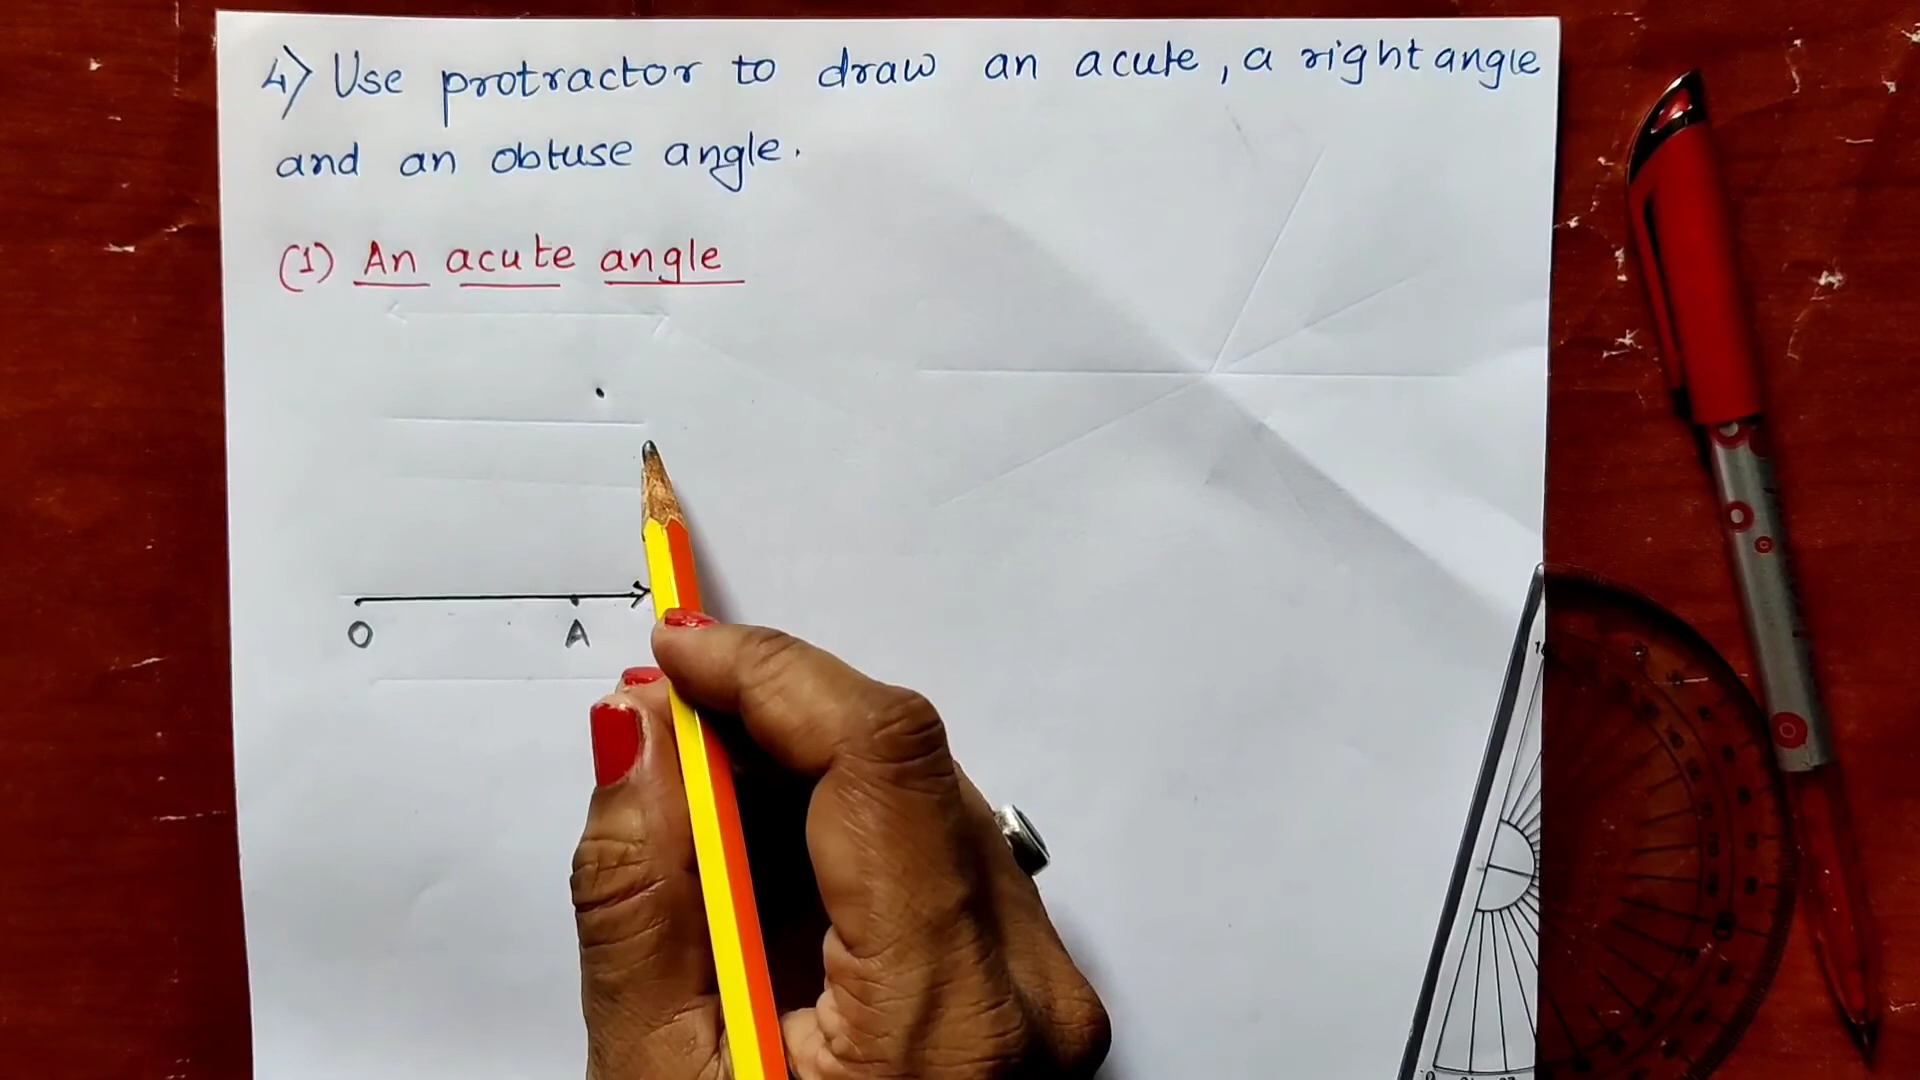 4) Use protractor to draw an acute, a right angle
and an obtuse angle.
(1) An acute angle
O A